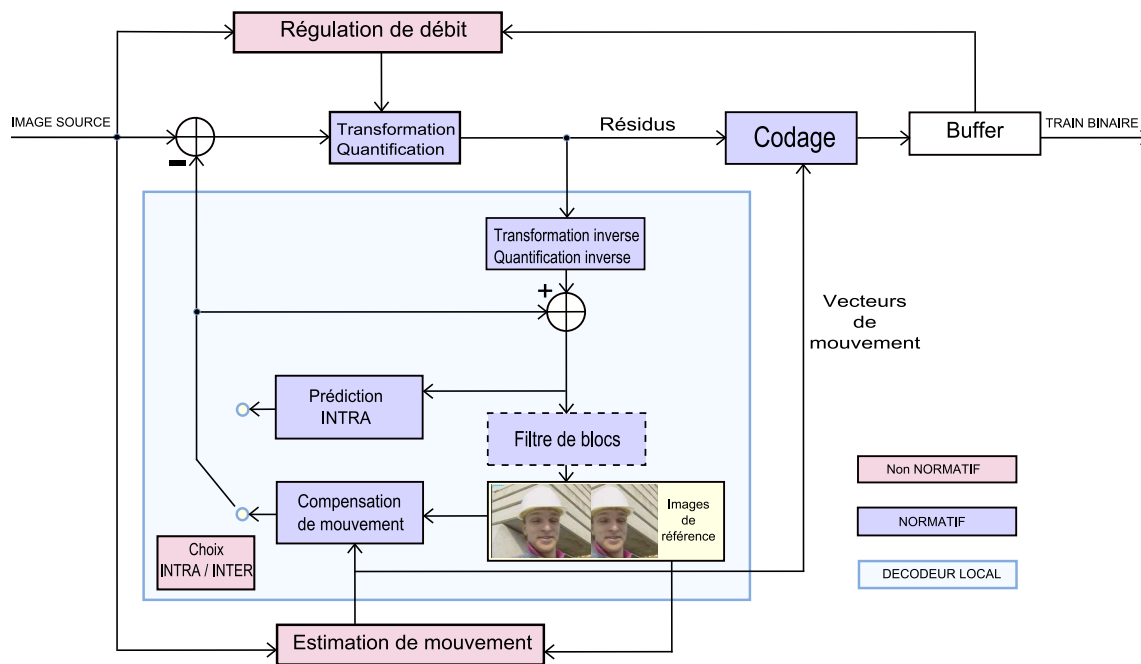 Régulation de débit
IMAGE SOURCE
Transformation
Quantification
Résidus
Codage
Buffer
TRAIN BINAIRE
Transformation inverse
Quantification inverse
+
Vecteurs
de
mouvement
Prédiction
INTRA
Filtre de blocs
Compensation
de mouvement
Images
de
référence
Choix
INTRA / INTER
Estimation de mouvement
Non NORMATIF
NORMATIF
DECODEUR LOCAL